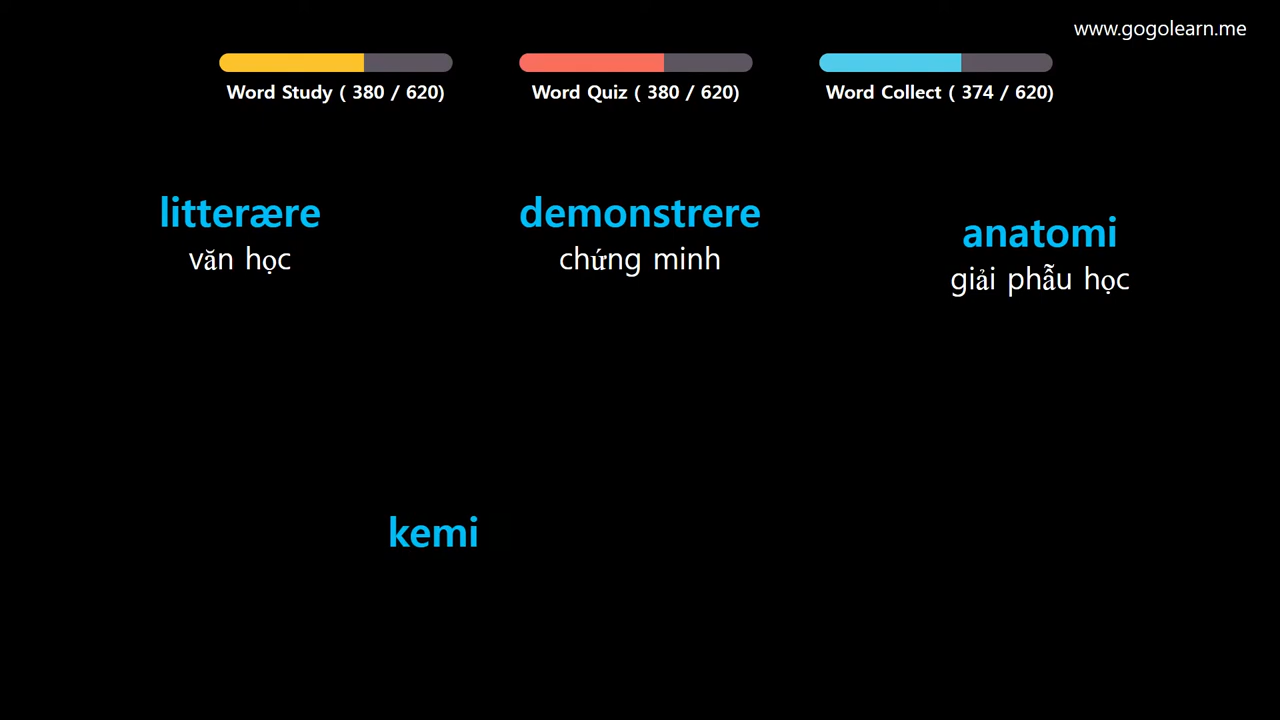 www.gogolearn.me
Word Study ( 380 / 620)
Word Quiz ( 380 / 620)
Word Collect ( 374 / 620)
litterære
văn học
demonstrere
chứng minh
anatomi
giải phẫu học
kemi